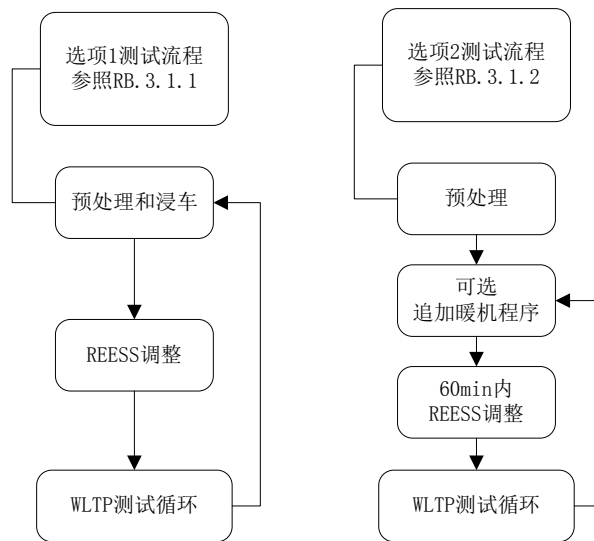 选项1测试流程
参照RB.3.1.1
预处理和浸车
REESS调整
WLTP测试循环
选项2测试流程
参照RB.3.1.2
预处理
可选
追加暖机程序
60min内
REESS调整
WLTP测试循环